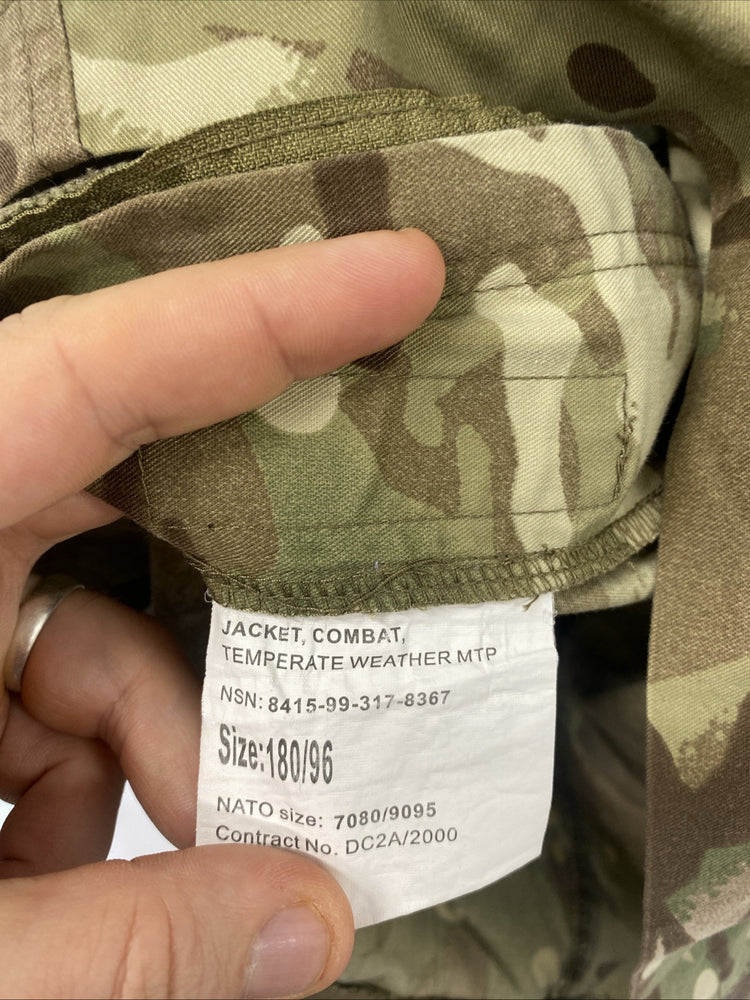 JACKET, COMBAT,
TEMPERATE WEATHER MTP
NSN: 8415-99-317-8367
Size:180/96
NATO size: 7080/9095
Contract No. DC2A/2000